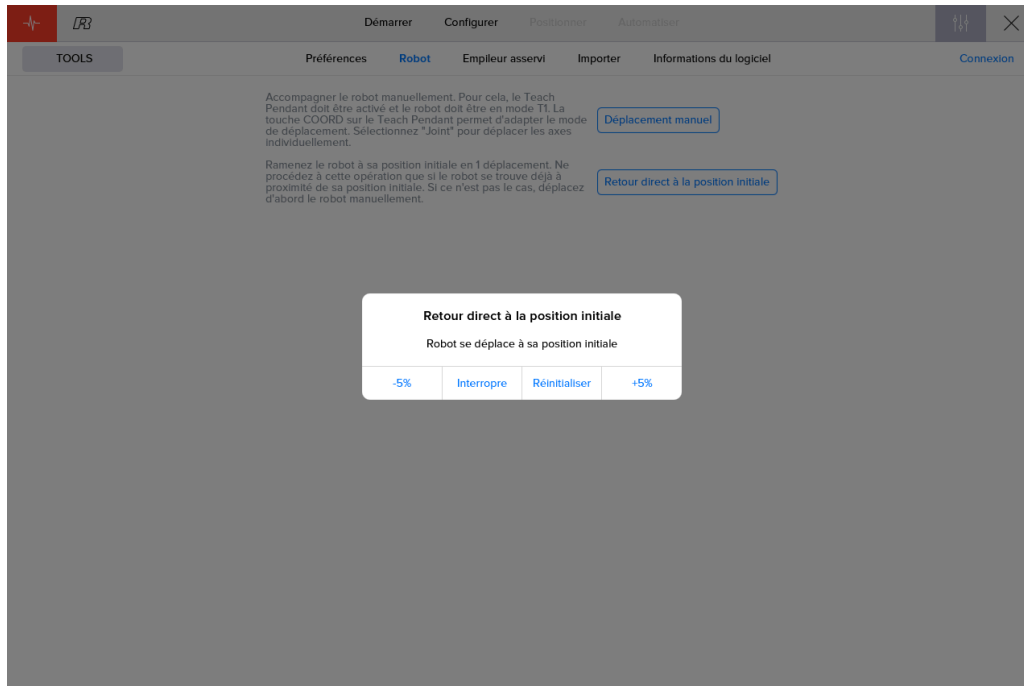 Démarrer Configurer Positionner Automatiser
TOOLS Préférences Robot Empileur asservi Importer Informations du logiciel Connexion
Accompagner le robot manuellement. Pour cela, le Teach
Pendant doit être activé et le robot doit être en mode T1. La
touche COORD sur le Teach Pendant permet d'adapter le mode
de déplacement. Sélectionnez "Joint" pour déplacer les axes
individuellement.
Déplacement manuel
Ramenez le robot à sa position initiale en 1 déplacement. Ne
procédez à cette opération que si le robot se trouve déjà à
proximité de sa position initiale. Si ce n'est pas le cas, déplacez
d'abord le robot manuellement.
Retour direct à la position initiale
Retour direct à la position initiale
Robot se déplace à sa position initiale
-5% Interropre Réinitialiser +5%